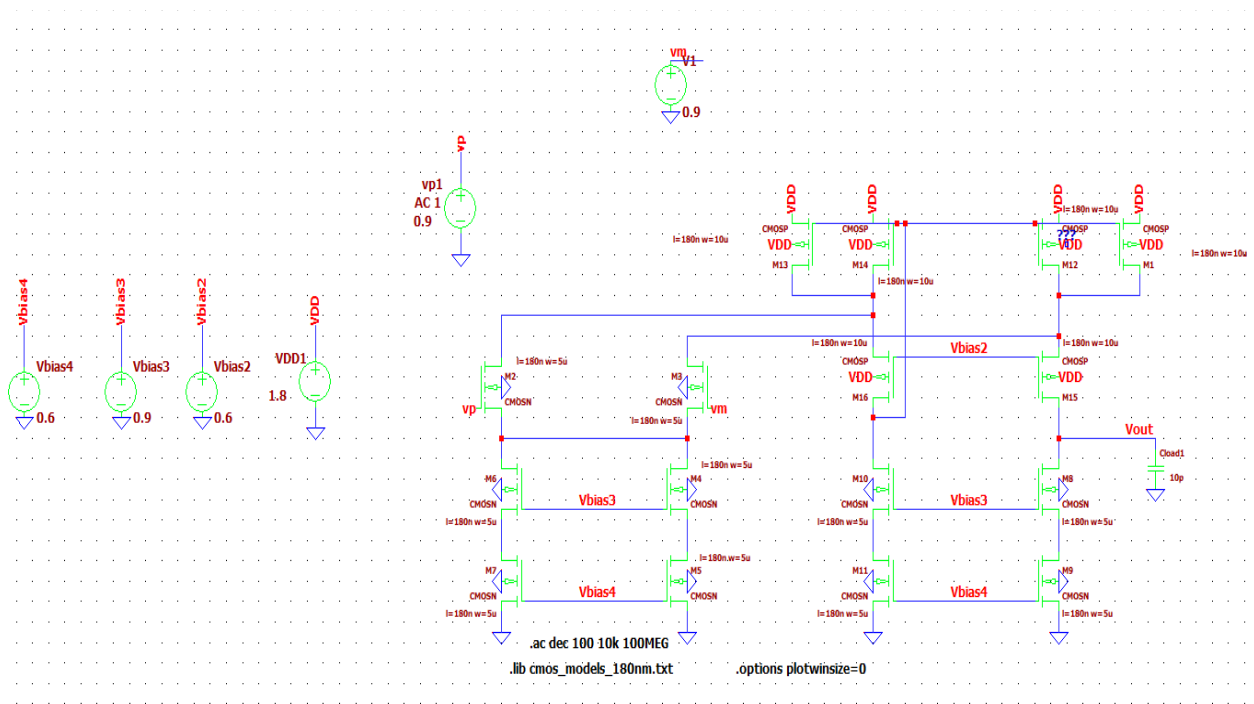 vm
V1
0.9
vp
vp1
AC 1
0.9
VDD
VDD
VDD
VDD
l=180n w=10u
CMOSP
CMOSP
CMOSP
CMOSP
???
l=180n w=10u
VDD
VDD
VDD
VDD
l=180n w=10u
M13
M14
M12
M1
l=180n w=10u
Vbias4
Vbias3
Vbias2
VDD
l=180n w=10u
l=180n w=10u
Vbias2
VDD1
l=180n w=5u
CMOSP
CMOSP
Vbias4
Vbias3
Vbias2
M2
M3
VDD
VDD
1.8
CMOSN
CMOSN
M16
M15
0.6
0.9
0.6
vp
vm
l=180n w=5u
Vout
Cload1
10p
l=180n w=5u
M6
M4
M10
M8
CMOSN
Vbias3
CMOSN
CMOSN
Vbias3
CMOSN
l=180n w=5u
l=180n w=5u
l=180n w=5u
l=180n w=5u
M7
M5
M11
M9
CMOSN
Vbias4
CMOSN
CMOSN
Vbias4
CMOSN
l=180n w=5u
l=180n w=5u
l=180n w=5u
.ac dec 100 10k 100MEG
.lib cmos_models_180nm.txt
.options plotwinsize=0